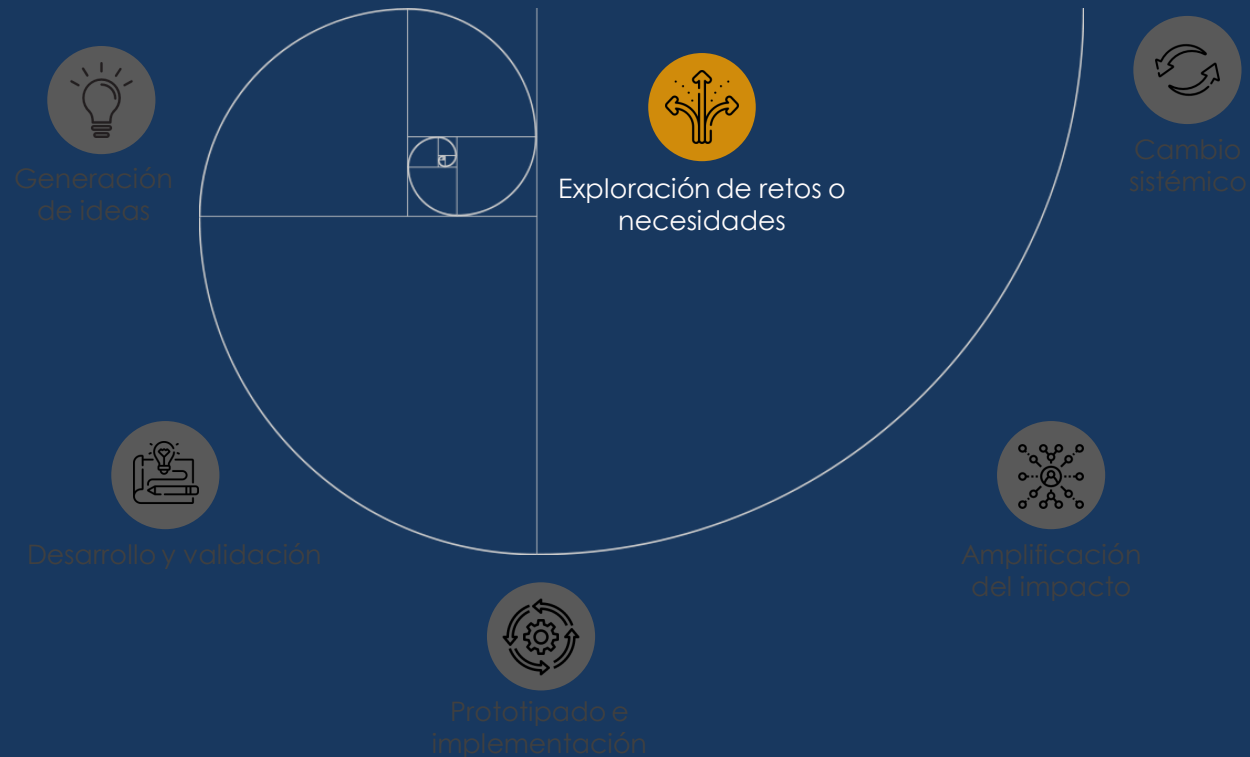 Exploración de retos o
necesidades
Generación
de ideas
Desarrollo y validación
Prototipado e
implementación
Amplificación
del impacto
Cambio
sistémico